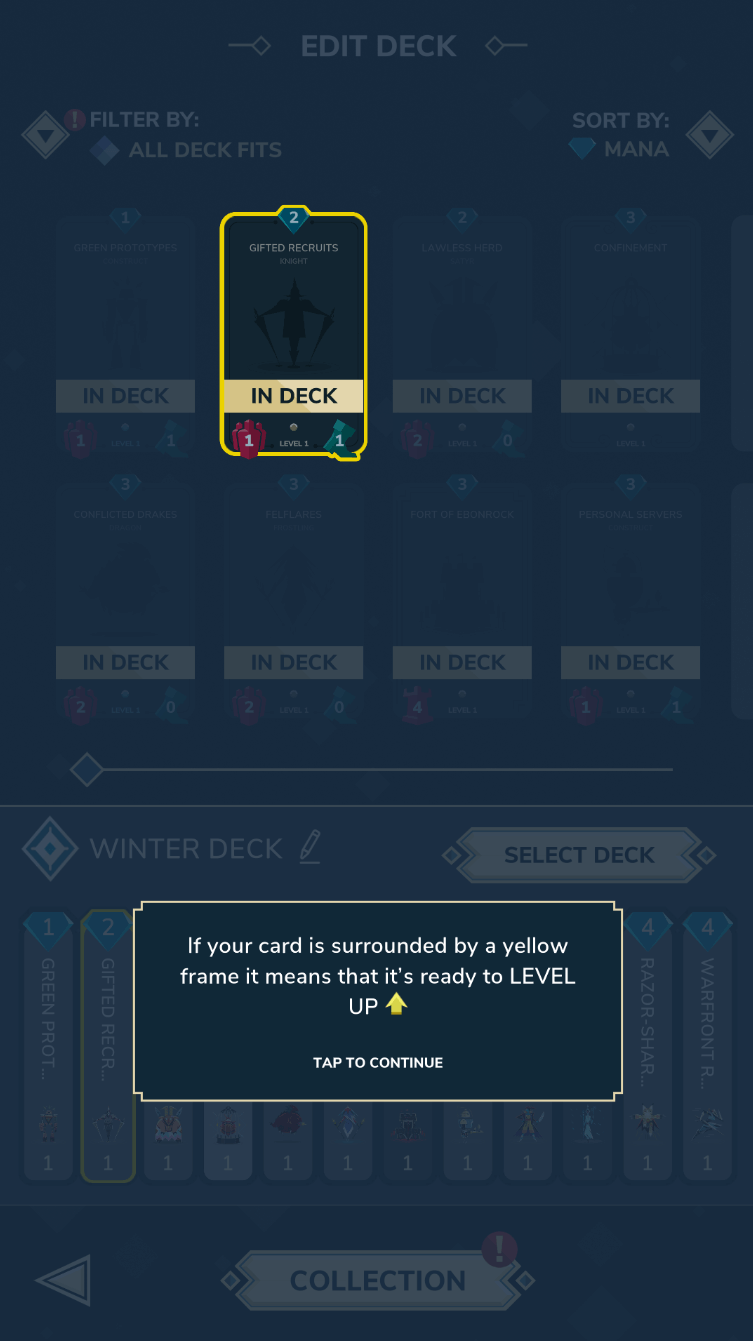 EDIT DECK
! FILTER BY:
ALL DECK FITS
SORT BY:
MANA
1 2 2 3
GREEN PROTOTYPES GIFTED RECRUITS LAWLESS HERD CONFINEMENT
KNIGHT
IN DECK IN DECK IN DECK IN DECK
1 LEVEL 1 1 1 LEVEL 1 1 2 LEVEL 1 0 LEVEL 1
3 3 3 3
CONFLICTED DRAKES FELFLARES FORT OF EBONROCK PERSONAL SERVERS
IN DECK IN DECK IN DECK IN DECK
2 LEVEL 1 0 2 LEVEL 1 0 4 LEVEL 1 1 LEVEL 1 1
WINTER DECK
SELECT DECK
1 2 4 4
GREEN PROT...
GIFTED RECR...
RAZOR-SHAR...
WARFRONT R...
If your card is surrounded by a yellow
frame it means that it's ready to LEVEL
UP
TAP TO CONTINUE
1 1 1 1 1 1 1 1 1 1 1 1
COLLECTION !